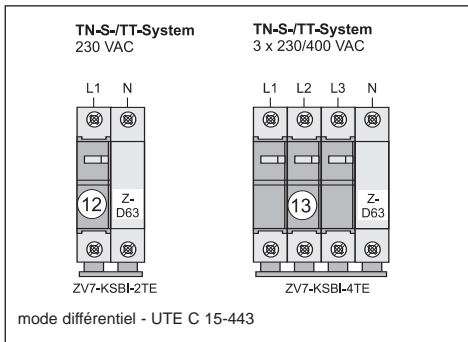 TN-S-/TT-System
230 VAC
L1 N
12
Z-
D63
ZV7-KSBI-2TE
TN-S-/TT-System
3 x 230/400 VAC
L1 L2 L3 N
13
Z-
D63
ZV7-KSBI-4TE
mode différentiel - UTE C 15-443